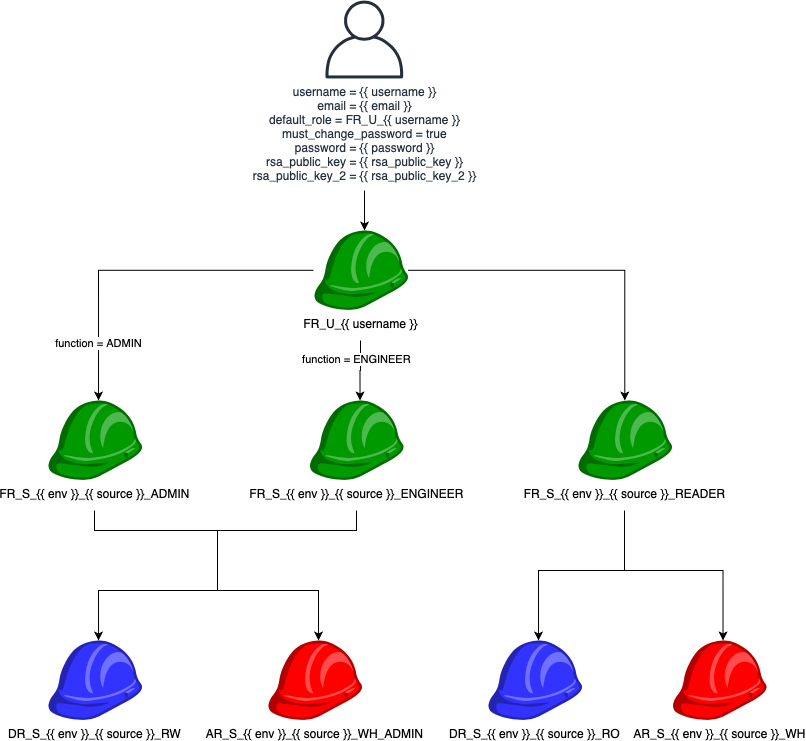 username = {{ username }}
email = {{ email }}
default_role = FR_U_{{ username }}
must_change_password = true
password = {{ password }}
rsa_public_key = {{ rsa_public_key }}
rsa_public_key_2 = {{ rsa_public_key_2 }}
FR_U_{{ username }}
function = ADMIN
function = ENGINEER
FR_S_{{ env }}_{{ source }}_ADMIN
FR_S_{{ env }}_{{ source }}_ENGINEER
FR_S_{{ env }}_{{ source }}_READER
DR_S_{{ env }}_{{ source }}_RW
AR_S_{{ env }}_{{ source }}_WH_ADMIN
DR_S_{{ env }}_{{ source }}_RO
AR_S_{{ env }}_{{ source }}_WH